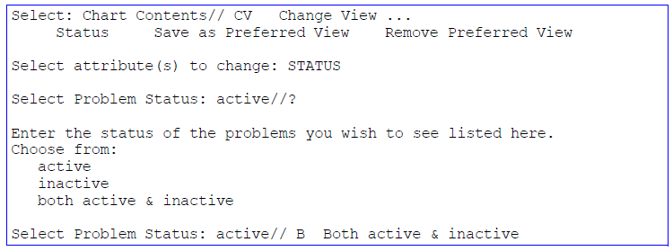 Select: Chart Contents// CV   Change View ...
     Status     Save as Preferred View    Remove Preferred View
Select attribute(s) to change: STATUS
Select Problem Status: active//?
Enter the status of the problems you wish to see listed here.
Choose from:
   active
   inactive
   both active & inactive
Select Problem Status: active// B  Both active & inactive